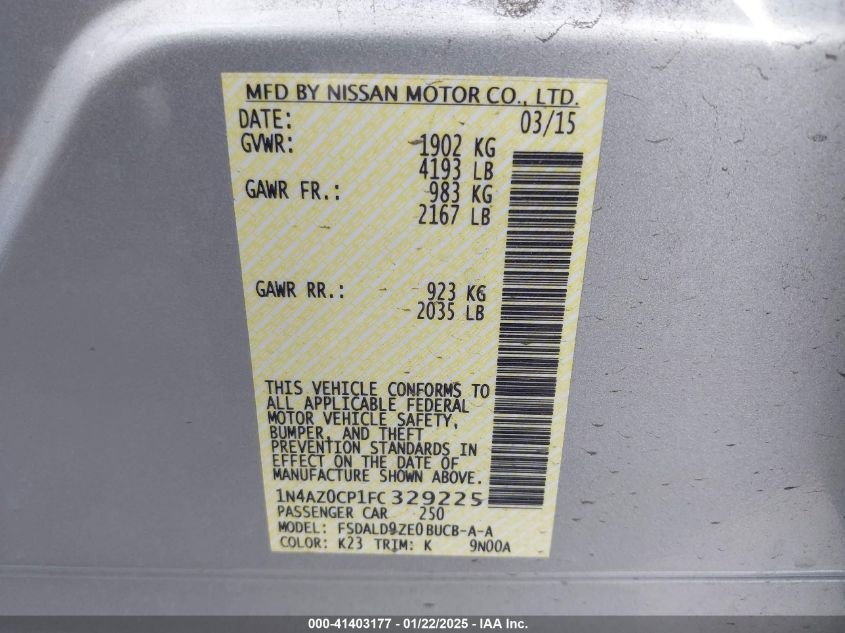 MFD BY NISSAN MOTOR CO., LTD.
DATE: 03/15
GVWR: 1902 KG
4193 LB
GAWR FR.: 983 KG
2167 LB
GAWR RR.: 923 KG
2035 LB
THIS VEHICLE CONFORMS TO
ALL APPLICABLE FEDERAL
MOTOR VEHICLE SAFETY,
BUMPER, AND THEFT
PREVENTION STANDARDS IN
EFFECT ON THE DATE OF
MANUFACTURE SHOWN ABOVE.
1N4AZ0CP1FC329225
PASSENGER CAR 250
MODEL: FSDALD9ZE0BUCB-A-A
COLOR: K23 TRIM: K 9N00A
000-41403177 - 01/22/2025 - IAA Inc.